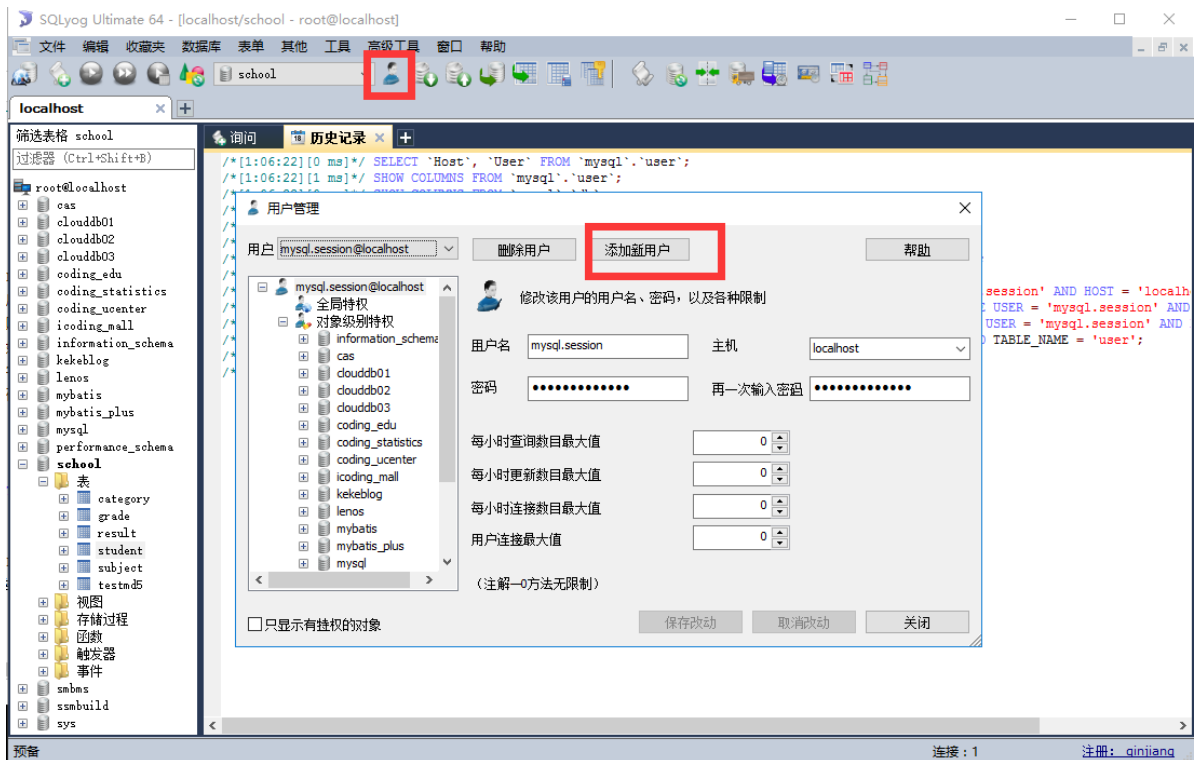 SQLyog Ultimate 64 - [localhost/school - root@localhost]
文件 编辑 收藏夹 数据库 表单 其他 工具 高级工具 窗口 帮助
school
localhost
筛选表格 school
过滤器 (Ctrl+Shift+B)
root@localhost
cas
clouddb01
clouddb02
clouddb03
coding_edu
coding_statistics
coding_ucenter
icoding_mall
information_schema
kekeblog
lenos
mybatis
mybatis_plus
mysql
performance_schema
school
表
category
grade
result
student
subject
testmd5
视图
存储过程
函数
触发器
事件
smbms
ssmbuild
sys
询问 历史记录
/*[1:06:22][0 ms]*/ SELECT `Host`, `User` FROM `mysql`.`user`;
/*[1:06:22][1 ms]*/ SHOW COLUMNS FROM `mysql`.`user`;
session' AND HOST = 'localh
USER = 'mysql.session' AND
USER = 'mysql.session' AND
TABLE_NAME = 'user';
用户管理
用户 mysql.session@localhost 删除用户 添加新用户 帮助
mysql.session@localhost
全局特权
对象级别特权
information_schema
cas
clouddb01
clouddb02
clouddb03
coding_edu
coding_statistics
coding_ucenter
icoding_mall
kekeblog
lenos
mybatis
mybatis_plus
mysql
修改该用户的用户名、密码，以及各种限制
用户名 mysql.session 主机 localhost
密码 ●●●●●●●●●●●●● 再一次输入密码 ●●●●●●●●●●●●●
每小时查询数目最大值 0
每小时更新数目最大值 0
每小时连接数目最大值 0
用户连接最大值 0
（注解—0方法无限制）
只显示有挂权的对象 保存改动 取消改动 关闭
预备 连接：1 注册： qinjiang